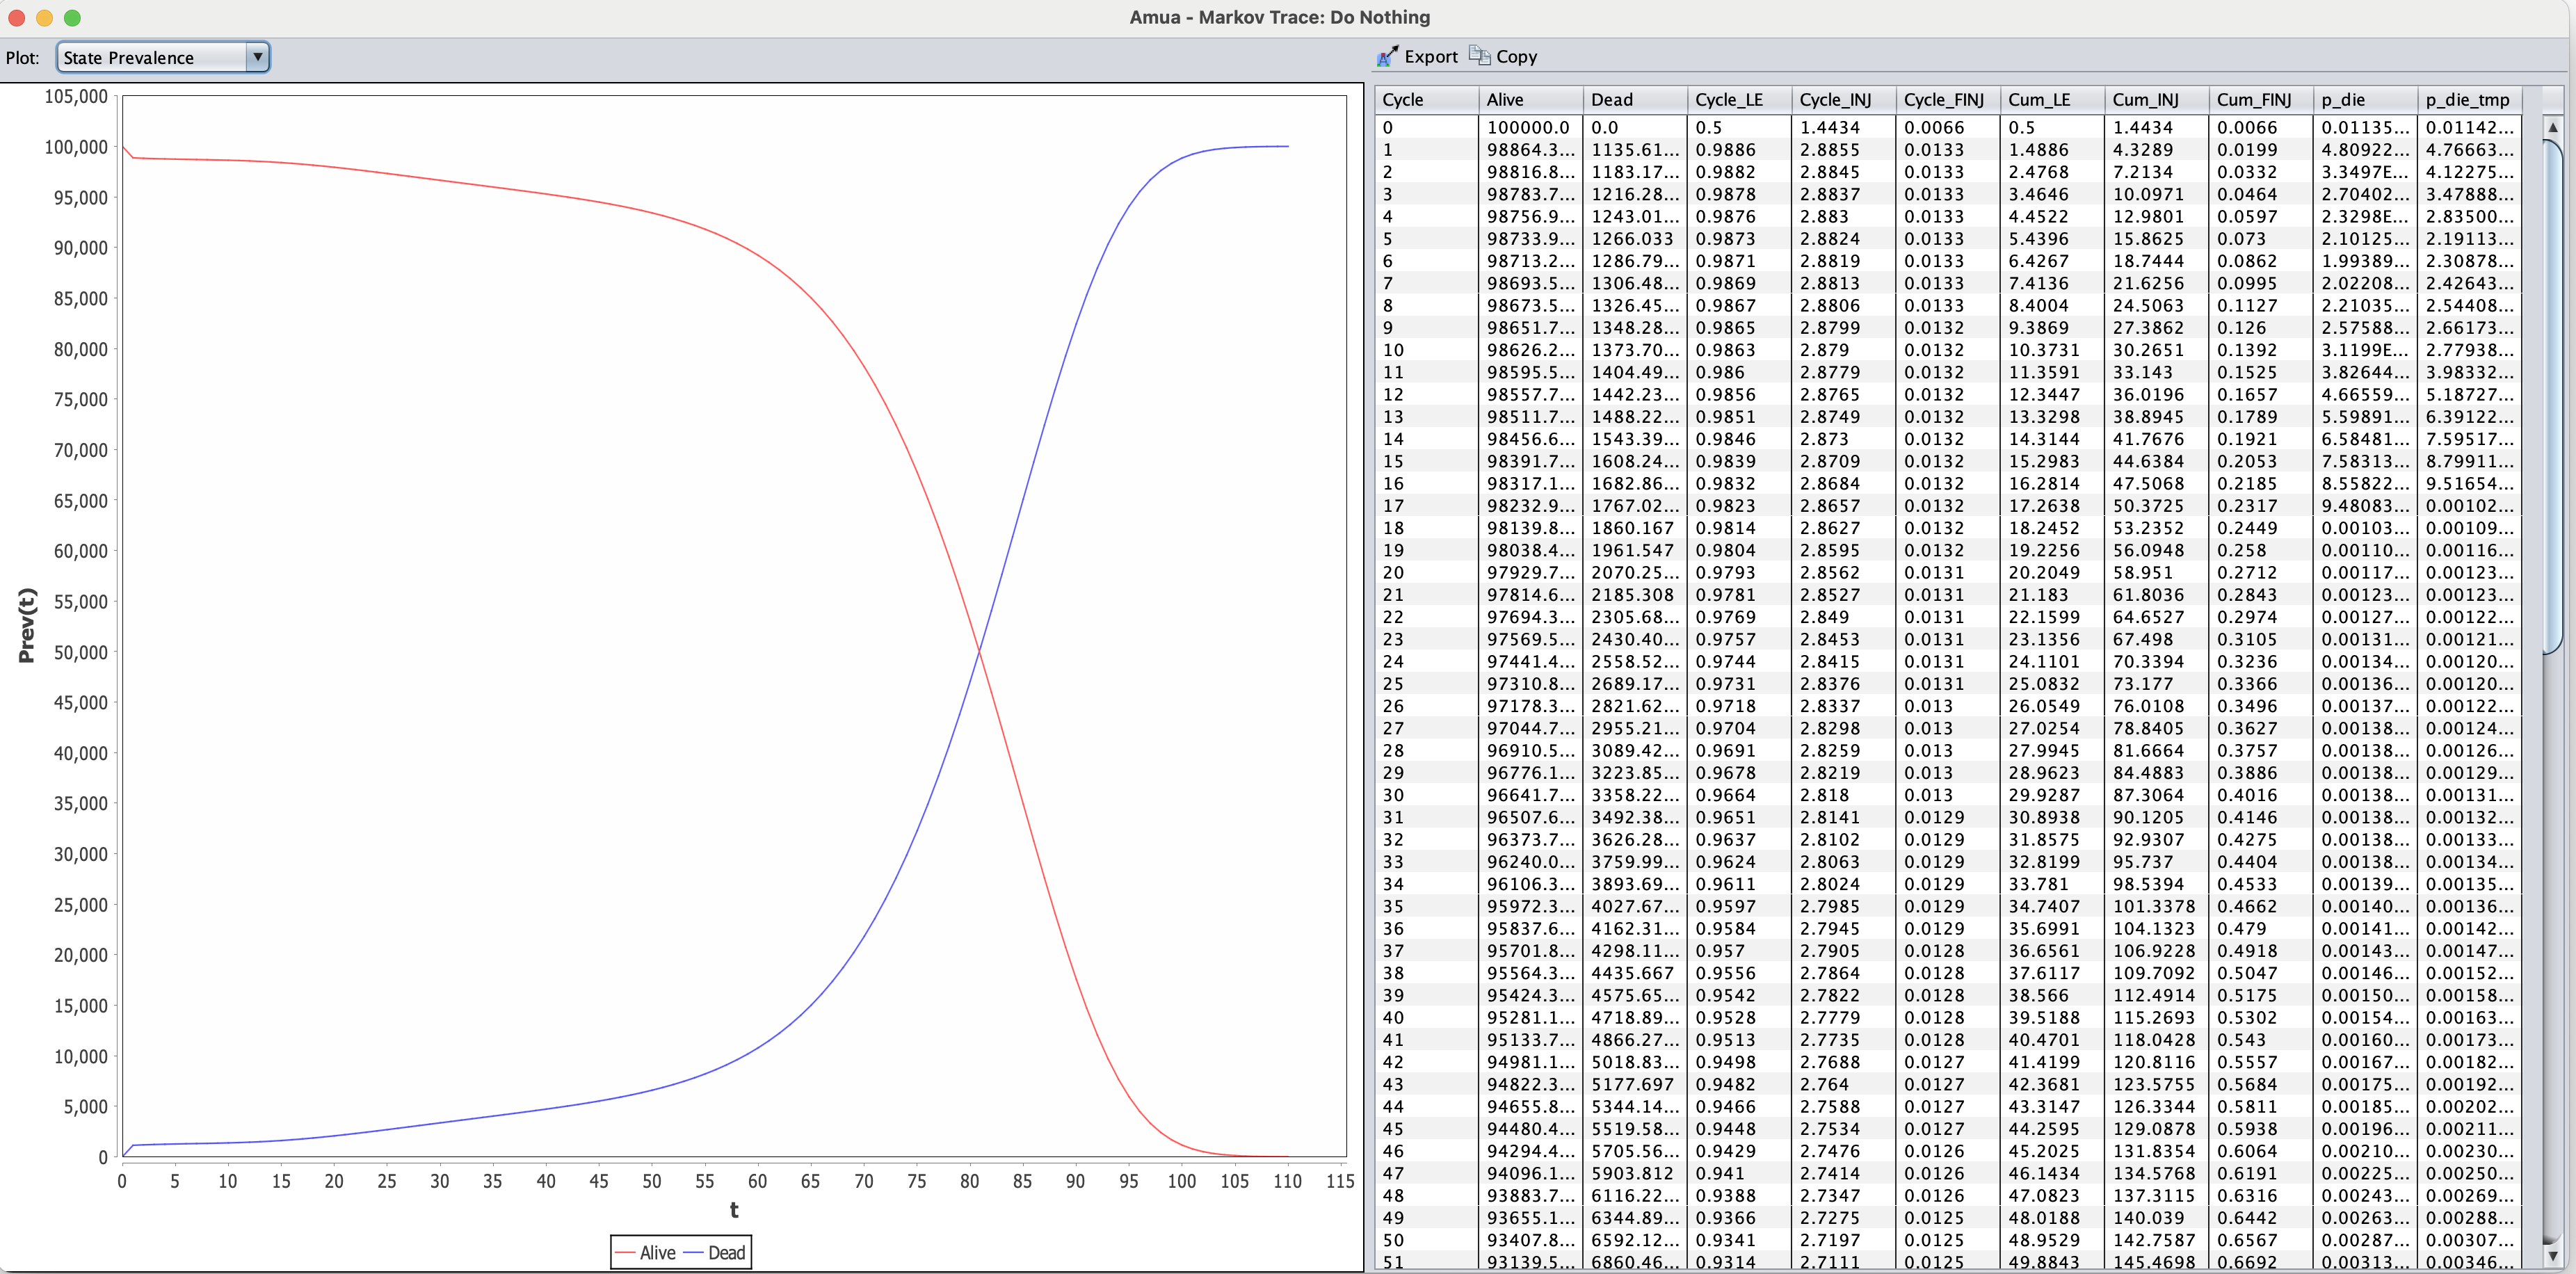 Amua - Markov Trace: Do Nothing
Plot: State Prevalence
Export Copy
105,000
100,000
95,000
90,000
85,000
80,000
75,000
70,000
65,000
60,000
55,000
50,000
45,000
40,000
35,000
30,000
25,000
20,000
15,000
10,000
5,000
0
Prev(t)
0 5 10 15 20 25 30 35 40 45 50 55 60 65 70 75 80 85 90 95 100 105 110 115
t
Alive Dead
Cycle Alive Dead Cycle_LE Cycle_INJ Cycle_FINJ Cum_LE Cum_INJ Cum_FINJ p_die p_die_tmp
0 100000.0 0.0 0.5 1.4434 0.0066 0.5 1.4434 0.0066 0.01135... 0.01142...
1 98864.3... 1135.61... 0.9886 2.8855 0.0133 1.4886 4.3289 0.0199 4.80922... 4.76663...
2 98816.8... 1183.17... 0.9882 2.8845 0.0133 2.4768 7.2134 0.0332 3.3497E... 4.12275...
3 98783.7... 1216.28... 0.9878 2.8837 0.0133 3.4646 10.0971 0.0464 2.70402... 3.47888...
4 98756.9... 1243.01... 0.9876 2.883 0.0133 4.4522 12.9801 0.0597 2.3298E... 2.83500...
5 98733.9... 1266.033 0.9873 2.8824 0.0133 5.4396 15.8625 0.073 2.10125... 2.19113...
6 98713.2... 1286.79... 0.9871 2.8819 0.0133 6.4267 18.7444 0.0862 1.99389... 2.30878...
7 98693.5... 1306.48... 0.9869 2.8813 0.0133 7.4136 21.6256 0.0995 2.02208... 2.42643...
8 98673.5... 1326.45... 0.9867 2.8806 0.0133 8.4004 24.5063 0.1127 2.21035... 2.54408...
9 98651.7... 1348.28... 0.9865 2.8799 0.0132 9.3869 27.3862 0.126 2.57588... 2.66173...
10 98626.2... 1373.70... 0.9863 2.879 0.0132 10.3731 30.2651 0.1392 3.1199E... 2.77938...
11 98595.5... 1404.49... 0.986 2.8779 0.0132 11.3591 33.143 0.1525 3.82644... 3.98332...
12 98557.7... 1442.23... 0.9856 2.8765 0.0132 12.3447 36.0196 0.1657 4.66559... 5.18727...
13 98511.7... 1488.22... 0.9851 2.8749 0.0132 13.3298 38.8945 0.1789 5.59891... 6.39122...
14 98456.6... 1543.39... 0.9846 2.873 0.0132 14.3144 41.7676 0.1921 6.58481... 7.59517...
15 98391.7... 1608.24... 0.9839 2.8709 0.0132 15.2983 44.6384 0.2053 7.58313... 8.79911...
16 98317.1... 1682.86... 0.9832 2.8684 0.0132 16.2814 47.5068 0.2185 8.55822... 9.51654...
17 98232.9... 1767.02... 0.9823 2.8657 0.0132 17.2638 50.3725 0.2317 9.48083... 0.00102...
18 98139.8... 1860.167 0.9814 2.8627 0.0132 18.2452 53.2352 0.2449 0.00103... 0.00109...
19 98038.4... 1961.547 0.9804 2.8595 0.0132 19.2256 56.0948 0.258 0.00110... 0.00116...
20 97929.7... 2070.25... 0.9793 2.8562 0.0131 20.2049 58.951 0.2712 0.00117... 0.00123...
21 97814.6... 2185.308 0.9781 2.8527 0.0131 21.183 61.8036 0.2843 0.00123... 0.00123...
22 97694.3... 2305.68... 0.9769 2.849 0.0131 22.1599 64.6527 0.2974 0.00127... 0.00122...
23 97569.5... 2430.40... 0.9757 2.8453 0.0131 23.1356 67.498 0.3105 0.00131... 0.00121...
24 97441.4... 2558.52... 0.9744 2.8415 0.0131 24.1101 70.3394 0.3236 0.00134... 0.00120...
25 97310.8... 2689.17... 0.9731 2.8376 0.0131 25.0832 73.177 0.3366 0.00136... 0.00120...
26 97178.3... 2821.62... 0.9718 2.8337 0.013 26.0549 76.0108 0.3496 0.00137... 0.00122...
27 97044.7... 2955.21... 0.9704 2.8298 0.013 27.0254 78.8405 0.3627 0.00138... 0.00124...
28 96910.5... 3089.42... 0.9691 2.8259 0.013 27.9945 81.6664 0.3757 0.00138... 0.00126...
29 96776.1... 3223.85... 0.9678 2.8219 0.013 28.9623 84.4883 0.3886 0.00138... 0.00129...
30 96641.7... 3358.22... 0.9664 2.818 0.013 29.9287 87.3064 0.4016 0.00138... 0.00131...
31 96507.6... 3492.38... 0.9651 2.8141 0.0129 30.8938 90.1205 0.4146 0.00138... 0.00132...
32 96373.7... 3626.28... 0.9637 2.8102 0.0129 31.8575 92.9307 0.4275 0.00138... 0.00133...
33 96240.0... 3759.99... 0.9624 2.8063 0.0129 32.8199 95.737 0.4404 0.00138... 0.00134...
34 96106.3... 3893.69... 0.9611 2.8024 0.0129 33.781 98.5394 0.4533 0.00139... 0.00135...
35 95972.3... 4027.67... 0.9597 2.7985 0.0129 34.7407 101.3378 0.4662 0.00140... 0.00136...
36 95837.6... 4162.31... 0.9584 2.7945 0.0129 35.6991 104.1323 0.479 0.00141... 0.00142...
37 95701.8... 4298.11... 0.957 2.7905 0.0128 36.6561 106.9228 0.4918 0.00143... 0.00147...
38 95564.3... 4435.667 0.9556 2.7864 0.0128 37.6117 109.7092 0.5047 0.00146... 0.00152...
39 95424.3... 4575.65... 0.9542 2.7822 0.0128 38.566 112.4914 0.5175 0.00150... 0.00158...
40 95281.1... 4718.89... 0.9528 2.7779 0.0128 39.5188 115.2693 0.5302 0.00154... 0.00163...
41 95133.7... 4866.27... 0.9513 2.7735 0.0128 40.4701 118.0428 0.543 0.00160... 0.00173...
42 94981.1... 5018.83... 0.9498 2.7688 0.0127 41.4199 120.8116 0.5557 0.00167... 0.00182...
43 94822.3... 5177.697 0.9482 2.764 0.0127 42.3681 123.5755 0.5684 0.00175... 0.00192...
44 94655.8... 5344.14... 0.9466 2.7588 0.0127 43.3147 126.3344 0.5811 0.00185... 0.00202...
45 94480.4... 5519.58... 0.9448 2.7534 0.0127 44.2595 129.0878 0.5938 0.00196... 0.00211...
46 94294.4... 5705.56... 0.9429 2.7476 0.0126 45.2025 131.8354 0.6064 0.00210... 0.00230...
47 94096.1... 5903.812 0.941 2.7414 0.0126 46.1434 134.5768 0.6191 0.00225... 0.00250...
48 93883.7... 6116.22... 0.9388 2.7347 0.0126 47.0823 137.3115 0.6316 0.00243... 0.00269...
49 93655.1... 6344.89... 0.9366 2.7275 0.0125 48.0188 140.039 0.6442 0.00263... 0.00288...
50 93407.8... 6592.12... 0.9341 2.7197 0.0125 48.9529 142.7587 0.6567 0.00287... 0.00307...
51 93139.5... 6860.46... 0.9314 2.7111 0.0125 49.8843 145.4698 0.6692 0.00313... 0.00346...